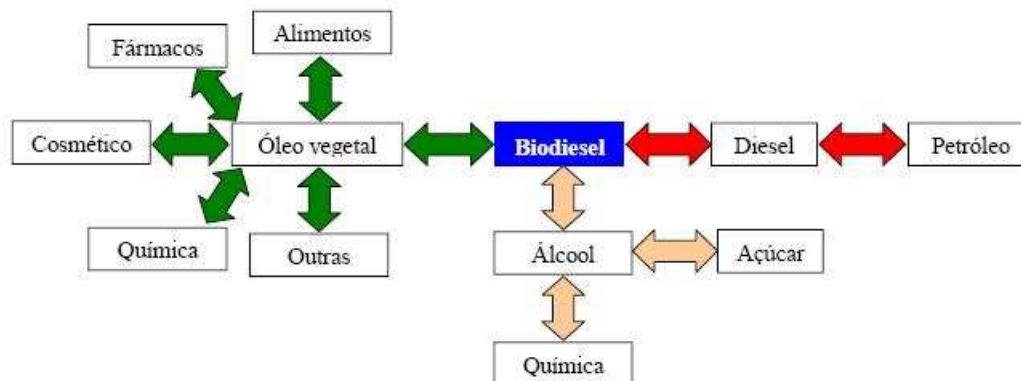 Fármacos
Alimentos
Cosmético
Óleo vegetal
Biodiesel
Diesel
Petróleo
Química
Outras
Álcool
Açúcar
Química